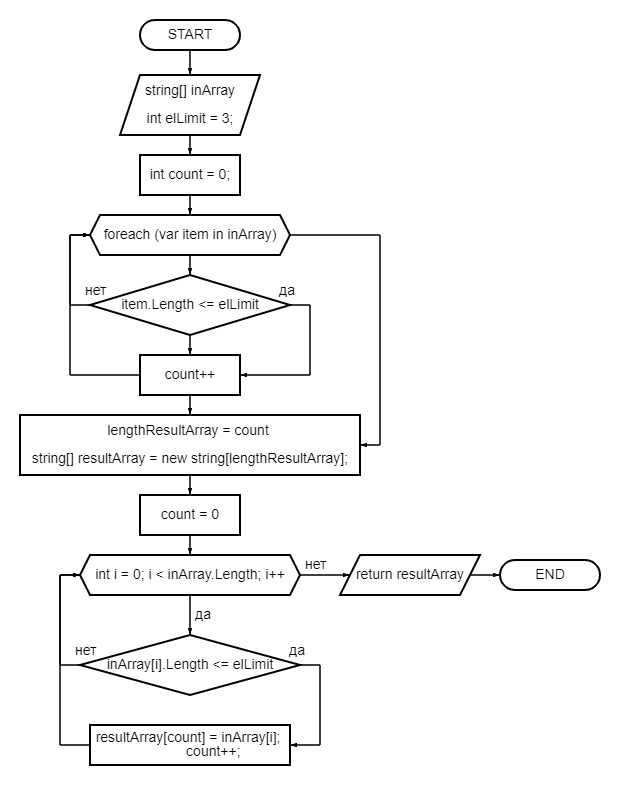 START
string[] inArray
int elLimit = 3;
int count = 0;
foreach (var item in inArray)
нет
да
item.Length <= elLimit
count++
lengthResultArray = count
string[] resultArray = new string[lengthResultArray];
count = 0
int i = 0; i < inArray.Length; i++
нет
return resultArray
END
да
нет
да
inArray[i].Length <= elLimit
resultArray[count] = inArray[i];
count++;